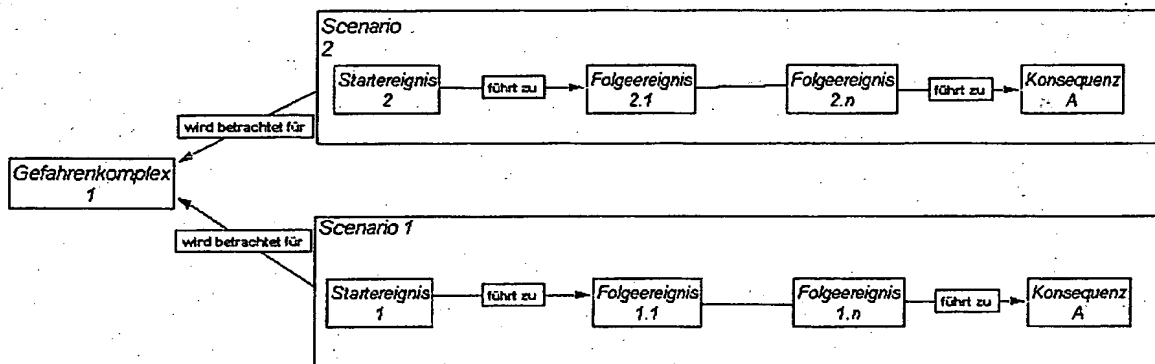 Scenario
2
Startereignis
2
führt zu
Folgeereignis
2.1
Folgeereignis
2.n
führt zu
Konsequenz
A
wird betrachtet für
Gefahrenkomplex
1
wird betrachtet für
Scenario 1
Startereignis
1
führt zu
Folgeereignis
1.1
Folgeereignis
1.n
führt zu
Konsequenz
A